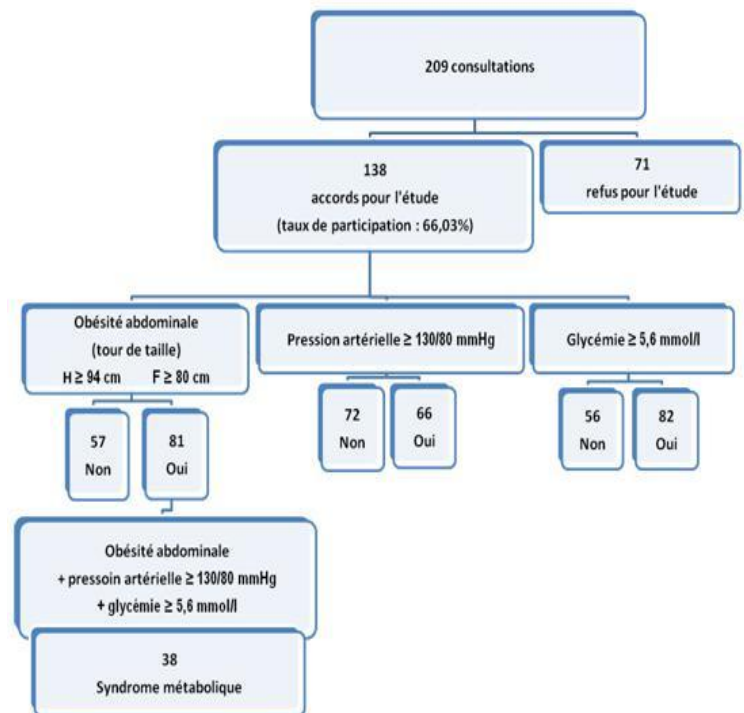 209 consultations
138
accords pour l'étude
(taux de participation : 66,03%)
71
refus pour l'étude
Obésité abdominale
(tour de taille)
H ≥ 94 cm F ≥ 80 cm
Pression artérielle ≥ 130/80 mmHg
Glycémie ≥ 5,6 mmol/l
57
Non
81
Oui
72
Non
66
Oui
56
Non
82
Oui
Obésité abdominale
+ pressoin artérielle ≥ 130/80 mmHg
+ glycémie ≥ 5,6 mmol/l
38
Syndrome métabolique